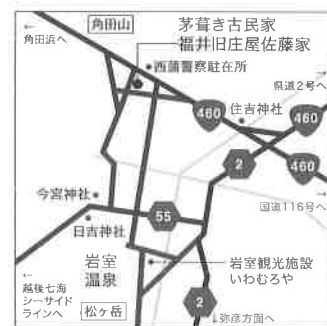 角田山
茅葺き古民家
福井旧庄屋佐藤家
←
角田浜へ
西蒲警察駐在所
→
県道2号へ
460
住吉神社
460
2
460
→
国道116号へ
今宮神社
55
日吉神社
岩室
温泉
岩室観光施設
いわむろや
←
越後七浦
シーサイド
ラインへ
松ヶ岳
2
↓弥彦方面へ